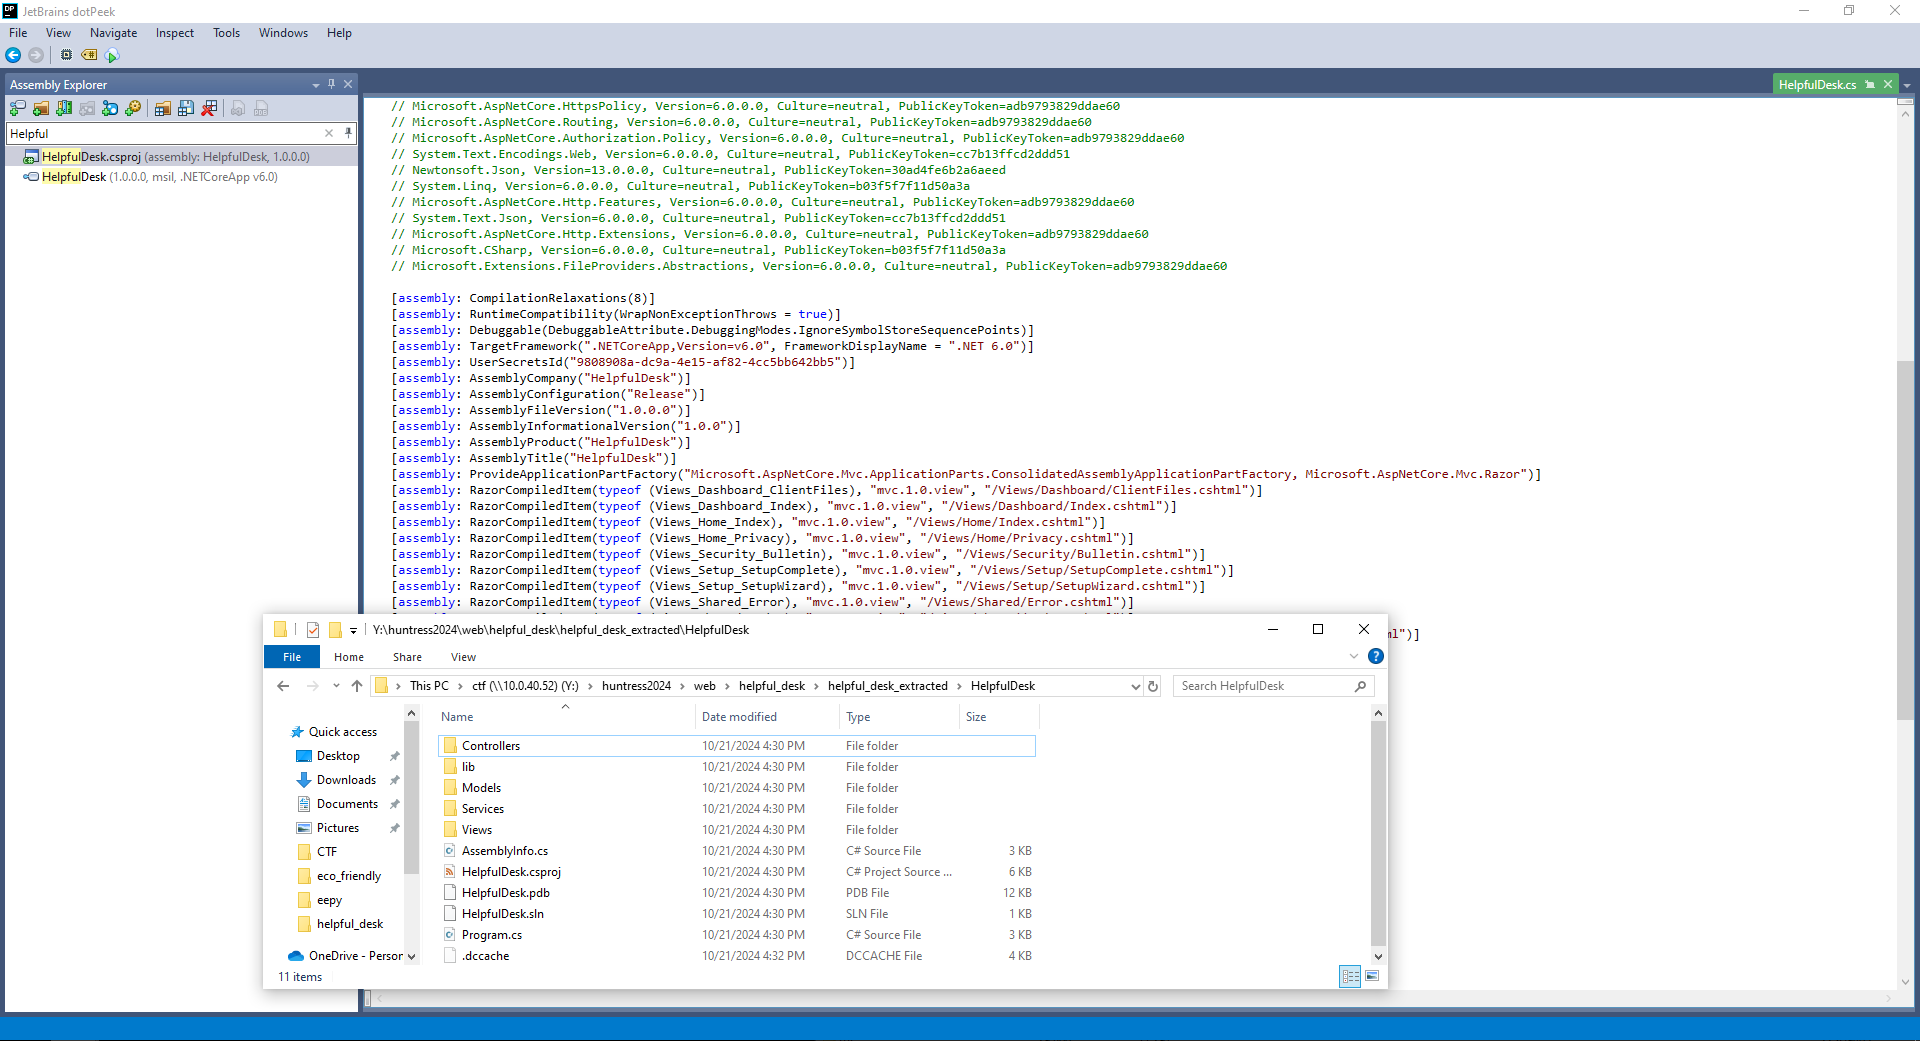 JetBrains dotPeek
File View Navigate Inspect Tools Windows Help
Assembly Explorer
Helpful
HelpfulDesk.csproj (assembly: HelpfulDesk, 1.0.0.0)
HelpfulDesk (1.0.0.0, msil, .NETCoreApp v6.0)
HelpfulDesk.cs
// Microsoft.AspNetCore.HttpsPolicy, Version=6.0.0.0, Culture=neutral, PublicKeyToken=adb9793829ddae60
// Microsoft.AspNetCore.Routing, Version=6.0.0.0, Culture=neutral, PublicKeyToken=adb9793829ddae60
// Microsoft.AspNetCore.Authorization.Policy, Version=6.0.0.0, Culture=neutral, PublicKeyToken=adb9793829ddae60
// System.Text.Encodings.Web, Version=6.0.0.0, Culture=neutral, PublicKeyToken=cc7b13ffcd2ddd51
// Newtonsoft.Json, Version=13.0.0.0, Culture=neutral, PublicKeyToken=30ad4fe6b2a6aeed
// System.Linq, Version=6.0.0.0, Culture=neutral, PublicKeyToken=b03f5f7f11d50a3a
// Microsoft.AspNetCore.Http.Features, Version=6.0.0.0, Culture=neutral, PublicKeyToken=adb9793829ddae60
// System.Text.Json, Version=6.0.0.0, Culture=neutral, PublicKeyToken=cc7b13ffcd2ddd51
// Microsoft.AspNetCore.Http.Extensions, Version=6.0.0.0, Culture=neutral, PublicKeyToken=adb9793829ddae60
// Microsoft.CSharp, Version=6.0.0.0, Culture=neutral, PublicKeyToken=b03f5f7f11d50a3a
// Microsoft.Extensions.FileProviders.Abstractions, Version=6.0.0.0, Culture=neutral, PublicKeyToken=adb9793829ddae60
[assembly: CompilationRelaxations(8)]
[assembly: RuntimeCompatibility(WrapNonExceptionThrows = true)]
[assembly: Debuggable(DebuggableAttribute.DebuggingModes.IgnoreSymbolStoreSequencePoints)]
[assembly: TargetFramework(".NETCoreApp,Version=v6.0", FrameworkDisplayName = ".NET 6.0")]
[assembly: UserSecretsId("9808908a-dc9a-4e15-af82-4cc5bb642bb5")]
[assembly: AssemblyCompany("HelpfulDesk")]
[assembly: AssemblyConfiguration("Release")]
[assembly: AssemblyFileVersion("1.0.0.0")]
[assembly: AssemblyInformationalVersion("1.0.0")]
[assembly: AssemblyProduct("HelpfulDesk")]
[assembly: AssemblyTitle("HelpfulDesk")]
[assembly: ProvideApplicationPartFactory("Microsoft.AspNetCore.Mvc.ApplicationParts.ConsolidatedAssemblyApplicationPartFactory, Microsoft.AspNetCore.Mvc.Razor")]
[assembly: RazorCompiledItem(typeof (Views_Dashboard_ClientFiles), "mvc.1.0.view", "/Views/Dashboard/ClientFiles.cshtml")]
[assembly: RazorCompiledItem(typeof (Views_Dashboard_Index), "mvc.1.0.view", "/Views/Dashboard/Index.cshtml")]
[assembly: RazorCompiledItem(typeof (Views_Home_Index), "mvc.1.0.view", "/Views/Home/Index.cshtml")]
[assembly: RazorCompiledItem(typeof (Views_Home_Privacy), "mvc.1.0.view", "/Views/Home/Privacy.cshtml")]
[assembly: RazorCompiledItem(typeof (Views_Security_Bulletin), "mvc.1.0.view", "/Views/Security/Bulletin.cshtml")]
[assembly: RazorCompiledItem(typeof (Views_Setup_SetupComplete), "mvc.1.0.view", "/Views/Setup/SetupComplete.cshtml")]
[assembly: RazorCompiledItem(typeof (Views_Setup_SetupWizard), "mvc.1.0.view", "/Views/Setup/SetupWizard.cshtml")]
[assembly: RazorCompiledItem(typeof (Views_Shared_Error), "mvc.1.0.view", "/Views/Shared/Error.cshtml")]
ml")]
Y:\huntress2024\web\helpful_desk\helpful_desk_extracted\HelpfulDesk
File Home Share View
This PC ctf (\\10.0.40.52) (Y:) huntress2024 web helpful_desk helpful_desk_extracted HelpfulDesk
Search HelpfulDesk
Quick access
Desktop
Downloads
Documents
Pictures
CTF
eco_friendly
eepy
helpful_desk
OneDrive - Person
Name Date modified Type Size
Controllers 10/21/2024 4:30 PM File folder
lib 10/21/2024 4:30 PM File folder
Models 10/21/2024 4:30 PM File folder
Services 10/21/2024 4:30 PM File folder
Views 10/21/2024 4:30 PM File folder
AssemblyInfo.cs 10/21/2024 4:30 PM C# Source File 3 KB
HelpfulDesk.csproj 10/21/2024 4:30 PM C# Project Source ... 6 KB
HelpfulDesk.pdb 10/21/2024 4:30 PM PDB File 12 KB
HelpfulDesk.sln 10/21/2024 4:30 PM SLN File 1 KB
Program.cs 10/21/2024 4:30 PM C# Source File 3 KB
.dccache 10/21/2024 4:32 PM DCCACHE File 4 KB
11 items